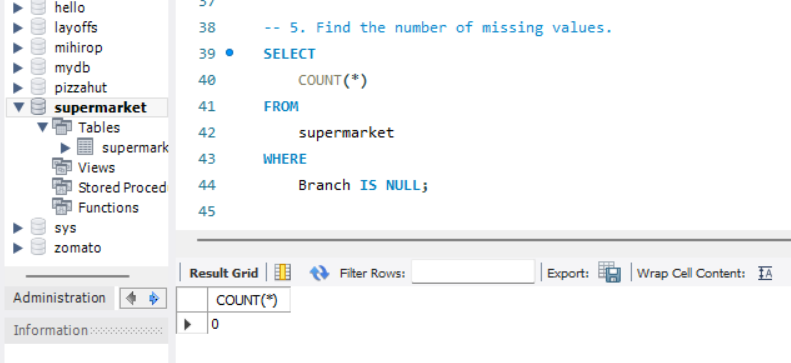 hello
layoffs
mihirop
mydb
pizzahut
supermarket
Tables
supermark
Views
Stored Proced
Functions
sys
zomato
Administration
Information
37
38 -- 5. Find the number of missing values.
39 SELECT
40 COUNT(*)
41 FROM
42 supermarket
43 WHERE
44 Branch IS NULL;
45
Result Grid Filter Rows: Export: Wrap Cell Content: IA
COUNT(*)
0